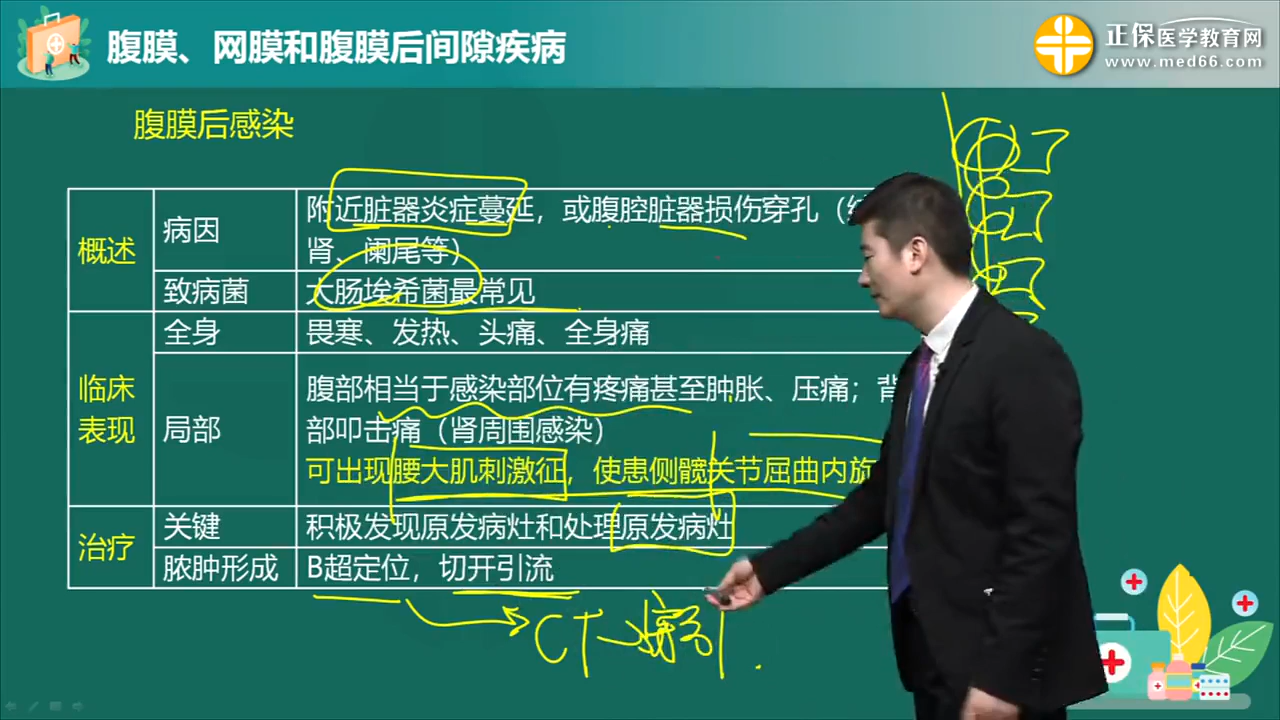 腹膜、网膜和腹膜后间隙疾病
正保医学教育网
www.med66.com
腹膜后感染
概述
病因
附近脏器炎症蔓延，或腹腔脏器损伤穿孔（
肾、阑尾等）
致病菌
大肠埃希菌最常见
临床
表现
全身
畏寒、发热、头痛、全身痛
局部
腹部相当于感染部位有疼痛甚至肿胀、压痛；背
部叩击痛（肾周围感染）
可出现腰大肌刺激征，使患侧髋关节屈曲内旋
治疗
关键
积极发现原发病灶和处理原发病灶
脓肿形成
B超定位，切开引流
CT